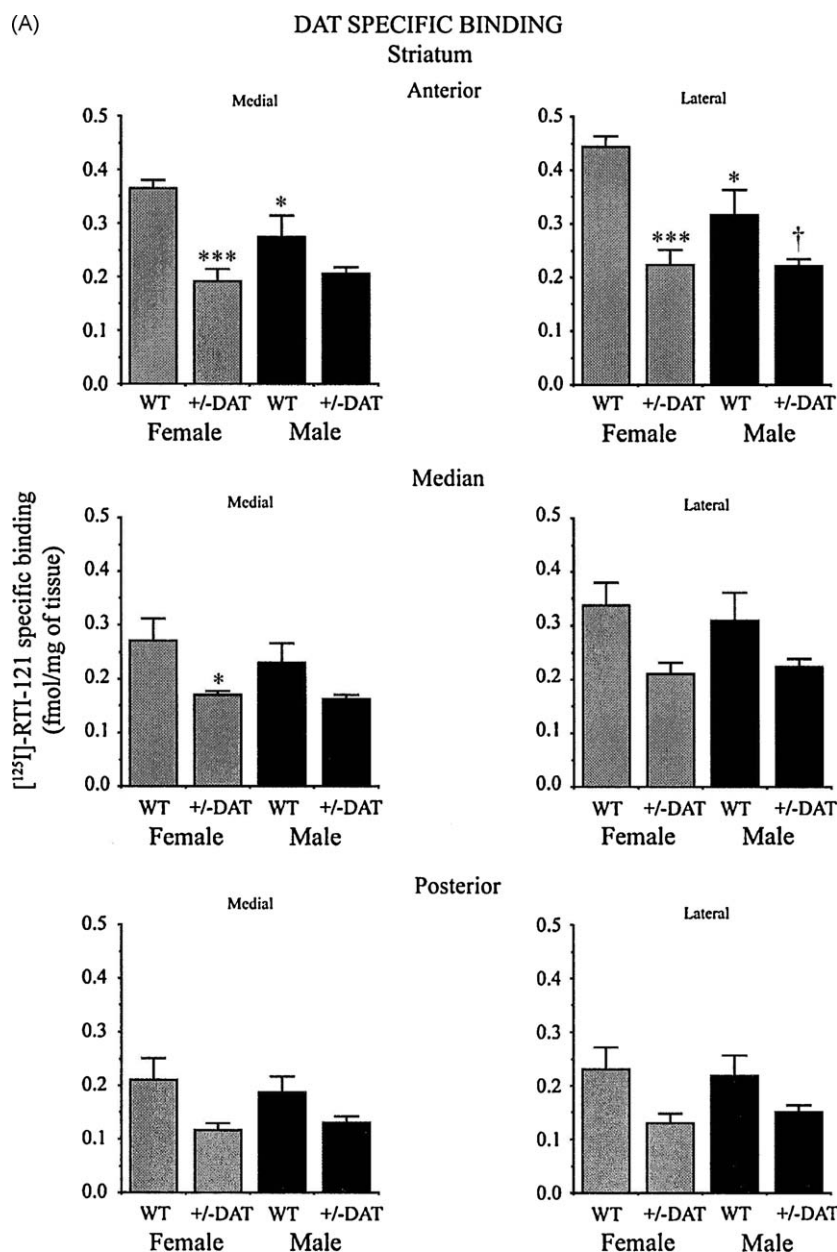 (A)
DAT SPECIFIC BINDING
Striatum
Anterior
Medial
0.5
0.4
0.3
0.2
0.1
0.0
***
*
WT +/-DAT WT +/-DAT
Female Male
Lateral
0.5
0.4
0.3
0.2
0.1
0.0
***
*
†
WT +/-DAT WT +/-DAT
Female Male
[¹²⁵I]-RTI-121 specific binding
(fmol/mg of tissue)
Median
Medial
0.5
0.4
0.3
0.2
0.1
0.0
*
WT +/-DAT WT +/-DAT
Female Male
Lateral
0.5
0.4
0.3
0.2
0.1
0.0
WT +/-DAT WT +/-DAT
Female Male
Posterior
Medial
0.5
0.4
0.3
0.2
0.1
0.0
WT +/-DAT WT +/-DAT
Female Male
Lateral
0.5
0.4
0.3
0.2
0.1
0.0
WT +/-DAT WT +/-DAT
Female Male